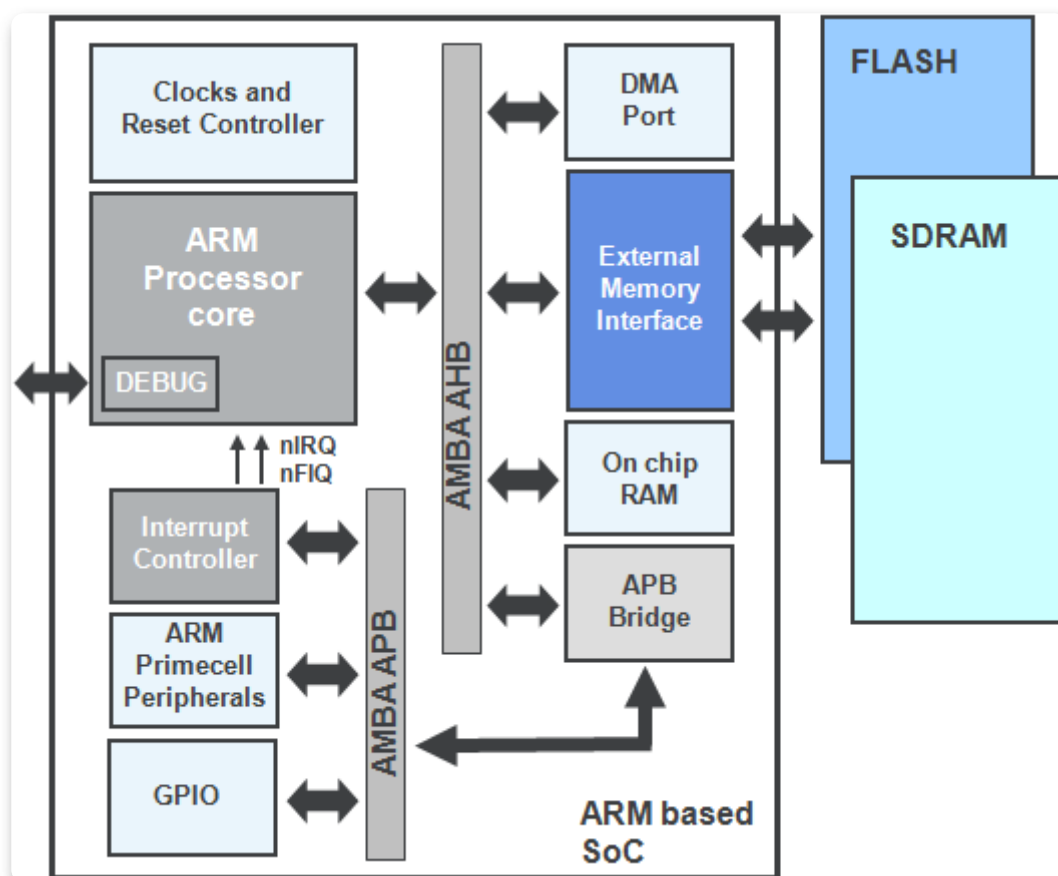 Clocks and
Reset Controller
ARM
Processor
core
DEBUG
nIRQ
nFIQ
Interrupt
Controller
ARM
Primecell
Peripherals
GPIO
AMBA APB
AMBA AHB
DMA
Port
External
Memory
Interface
On chip
RAM
APB
Bridge
ARM based
SoC
FLASH
SDRAM